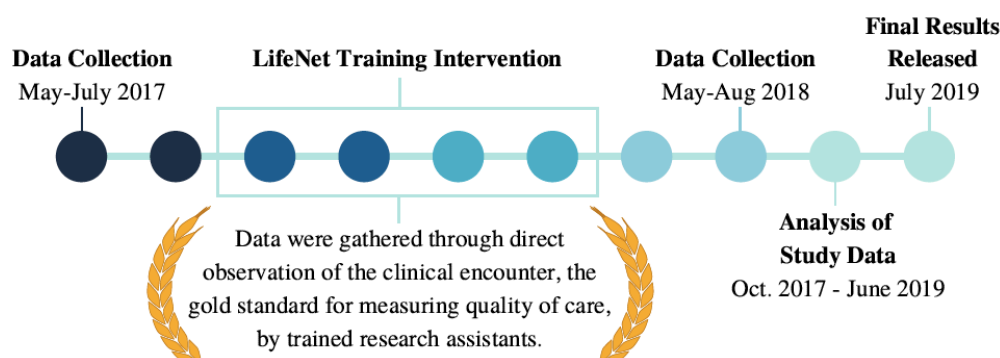 Data Collection
May-July 2017
LifeNet Training Intervention
Data Collection
May-Aug 2018
Final Results
Released
July 2019
Data were gathered through direct
observation of the clinical encounter, the
gold standard for measuring quality of care,
by trained research assistants.
Analysis of
Study Data
Oct. 2017 - June 2019